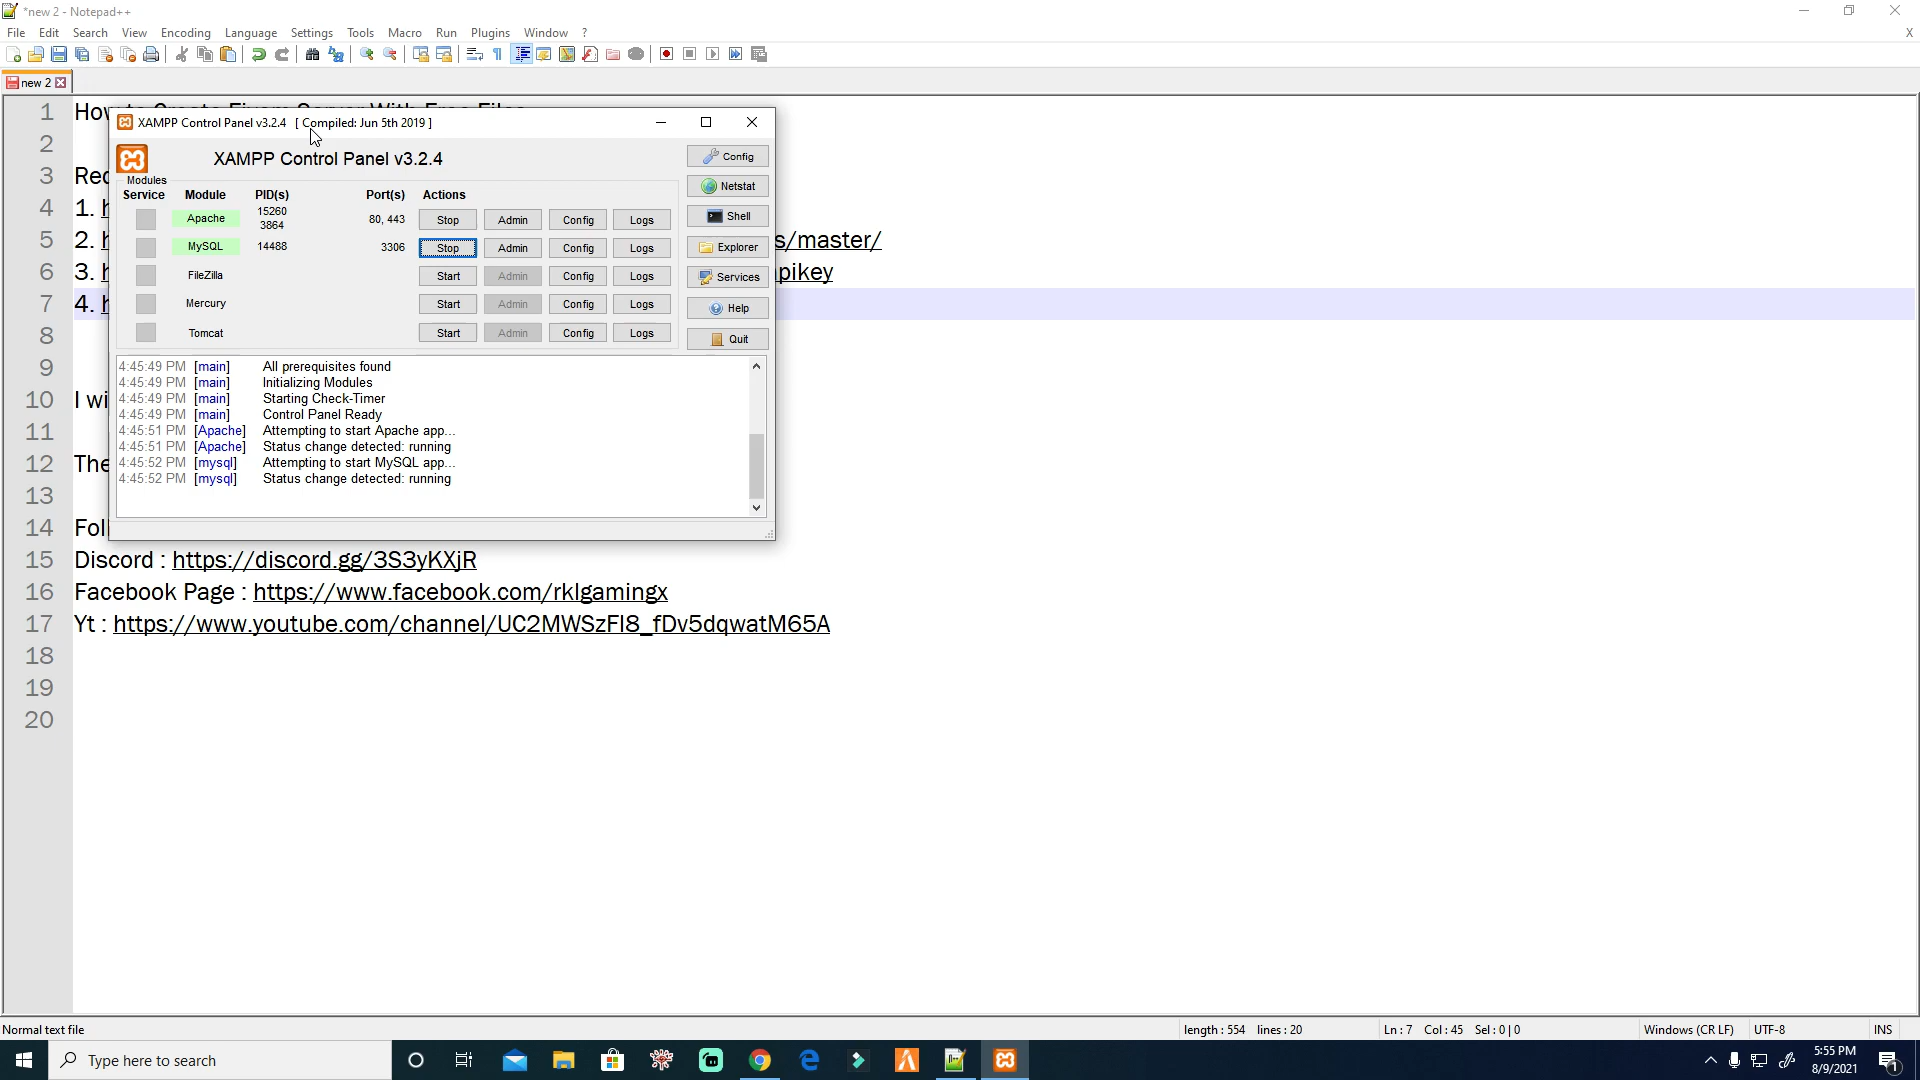 *new 2 - Notepad++
File Edit Search View Encoding Language Settings Tools Macro Run Plugins Window ? X
new 2
1
2
3
4 1.
5 2. s/master/
6 3. pikey
7 4.
8
9
10 I wi
11
12 The
13
14
15 Discord : https://discord.gg/3S3yKXjR
16 Facebook Page : https://www.facebook.com/rklgamingx
17 Yt : https://www.youtube.com/channel/UC2MWSzFI8_fDv5dqwatM65A
18
19
20
XAMPP Control Panel v3.2.4 [ Compiled: Jun 5th 2019 ]
XAMPP Control Panel v3.2.4
Modules
Service Module PID(s) Port(s) Actions
Apache 15260 3864 80, 443 Stop Admin Config Logs
MySQL 14488 3306 Stop Admin Config Logs
FileZilla Start Admin Config Logs
Mercury Start Admin Config Logs
Tomcat Start Admin Config Logs
Config
Netstat
Shell
Explorer
Services
Help
Quit
4:45:49 PM [main] All prerequisites found
4:45:49 PM [main] Initializing Modules
4:45:49 PM [main] Starting Check-Timer
4:45:49 PM [main] Control Panel Ready
4:45:51 PM [Apache] Attempting to start Apache app...
4:45:51 PM [Apache] Status change detected: running
4:45:52 PM [mysql] Attempting to start MySQL app...
4:45:52 PM [mysql] Status change detected: running
Normal text file length : 554 lines : 20 Ln : 7 Col : 45 Sel : 0 | 0 Windows (CR LF) UTF-8 INS
Type here to search
5:55 PM
8/9/2021
1